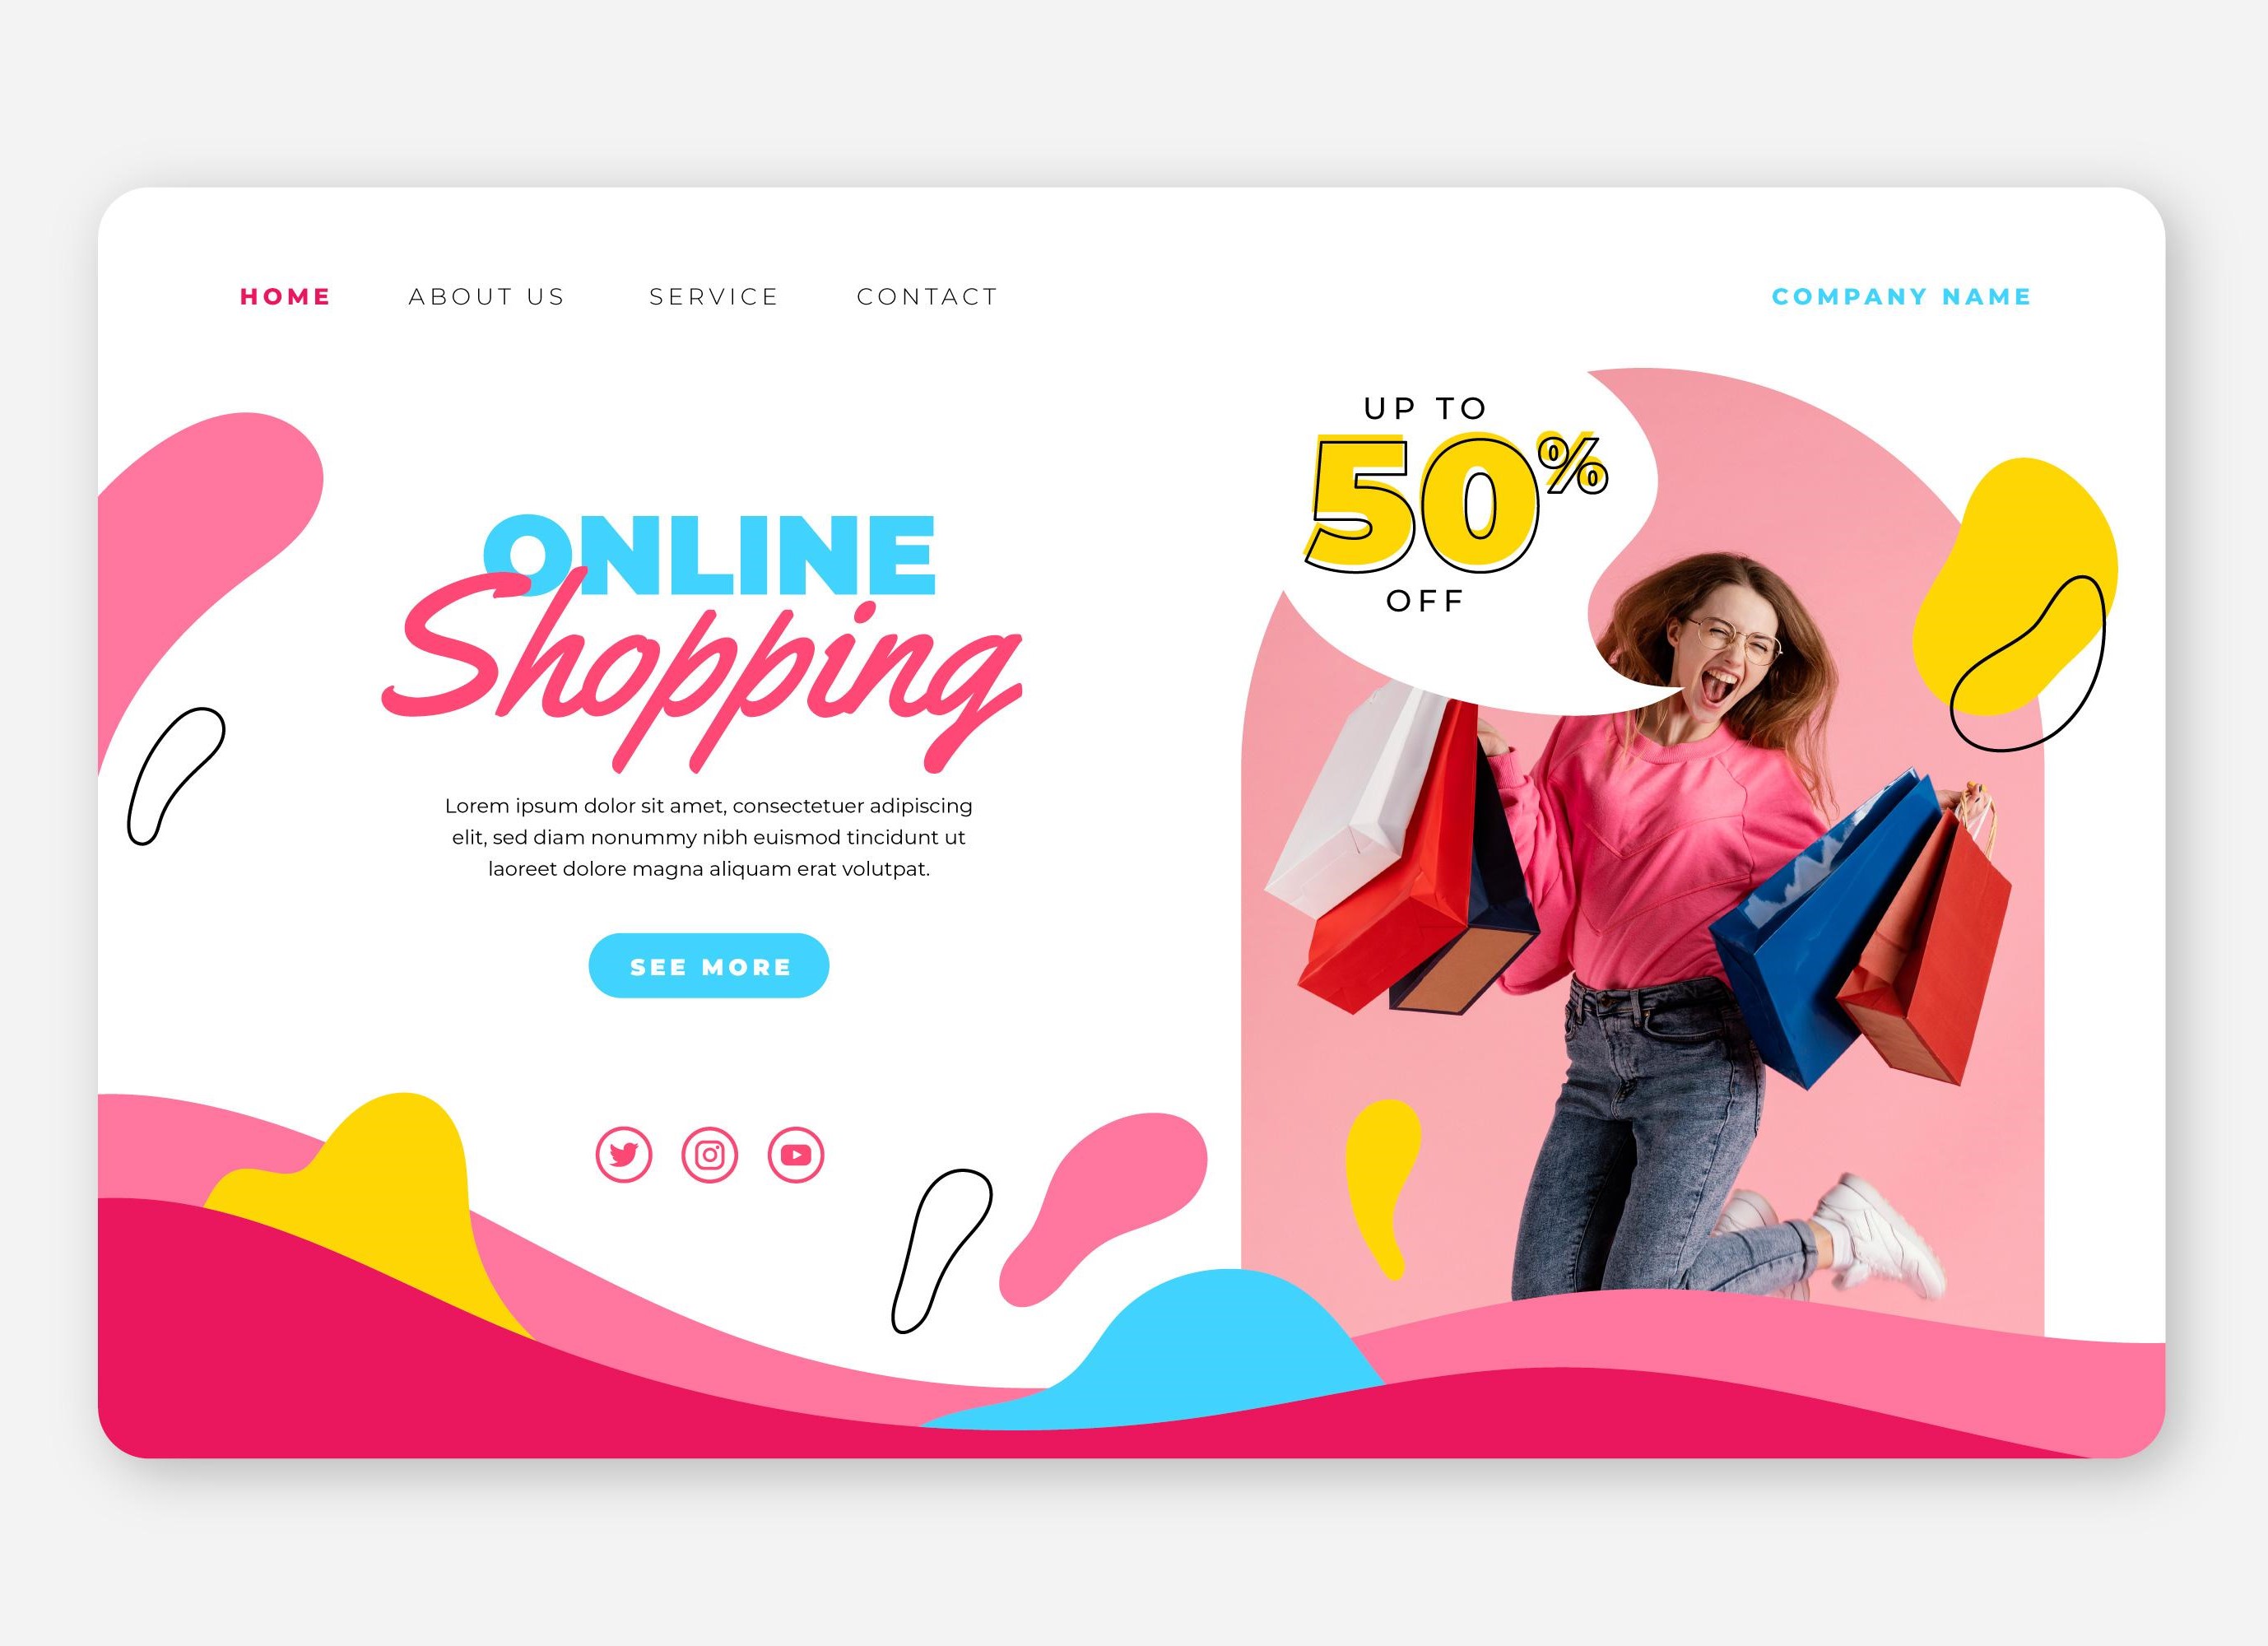 HOME ABOUT US SERVICE CONTACT COMPANY NAME
UP TO
50%
OFF
ONLINE
Shopping
Lorem ipsum dolor sit amet, consectetuer adipiscing
elit, sed diam nonummy nibh euismod tincidunt ut
laoreet dolore magna aliquam erat volutpat.
SEE MORE